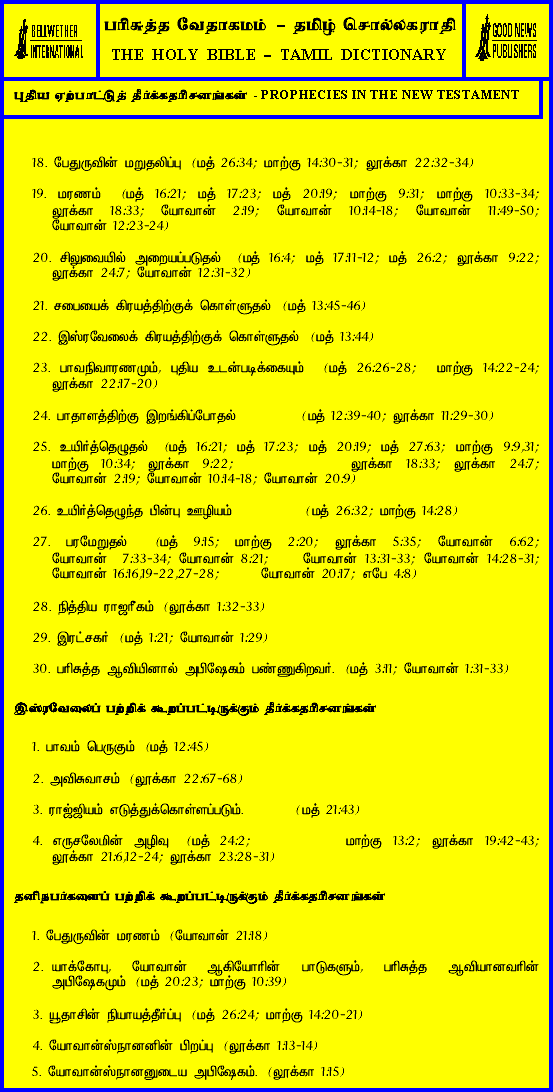 BELLWETHER
INTERNATIONAL
பரிசுத்த வேதாகமம் – தமிழ் சொல்லகராதி
THE HOLY BIBLE – TAMIL DICTIONARY
GOOD NEWS
PUBLISHERS
புதிய ஏற்பாட்டுத் தீர்க்கதரிசனங்கள் - PROPHECIES IN THE NEW TESTAMENT
18. பேதுருவின் மறுதலிப்பு (மத் 26:34; மாற்கு 14:30-31; லூக்கா 22:32-34)
19. மரணம் (மத் 16:21; மத் 17:23; மத் 20:19; மாற்கு 9:31; மாற்கு 10:33-34;
லூக்கா 18:33; யோவான் 2:19; யோவான் 10:14-18; யோவான் 11:49-50;
யோவான் 12:23-24)
20. சிலுவையில் அறையப்படுதல் (மத் 16:4; மத் 17:11-12; மத் 26:2; லூக்கா 9:22;
லூக்கா 24:7; யோவான் 12:31-32)
21. சபையைக் கிரயத்திற்குக் கொள்ளுதல் (மத் 13:45-46)
22. இஸ்ரவேலைக் கிரயத்திற்குக் கொள்ளுதல் (மத் 13:44)
23. பாவநிவாரணமும், புதிய உடன்படிக்கையும் (மத் 26:26-28; மாற்கு 14:22-24;
லூக்கா 22:17-20)
24. பாதாளத்திற்கு இறங்கிப்போதல் (மத் 12:39-40; லூக்கா 11:29-30)
25. உயிர்த்தெழுதல் (மத் 16:21; மத் 17:23; மத் 20:19; மத் 27:63; மாற்கு 9:9,31;
மாற்கு 10:34; லூக்கா 9:22; லூக்கா 18:33; லூக்கா 24:7;
யோவான் 2:19; யோவான் 10:14-18; யோவான் 20:9)
26. உயிர்த்தெழுந்த பின்பு ஊழியம் (மத் 26:32; மாற்கு 14:28)
27. பரமேறுதல் (மத் 9:15; மாற்கு 2:20; லூக்கா 5:35; யோவான் 6:62;
யோவான் 7:33-34; யோவான் 8:21; யோவான் 13:31-33; யோவான் 14:28-31;
யோவான் 16:16,19-22,27-28; யோவான் 20:17; எபே 4:8)
28. நித்திய ராஜரீகம் (லூக்கா 1:32-33)
29. இரட்சகர் (மத் 1:21; யோவான் 1:29)
30. பரிசுத்த ஆவியினால் அபிஷேகம் பண்ணுகிறவர். (மத் 3:11; யோவான் 1:31-33)
இஸ்ரவேலைப் பற்றிக் கூறப்பட்டிருக்கும் தீர்க்கதரிசனங்கள்
1. பாவம் பெருகும் (மத் 12:45)
2. அவிசுவாசம் (லூக்கா 22:67-68)
3. ராஜ்ஜியம் எடுத்துக்கொள்ளப்படும். (மத் 21:43)
4. எருசலேமின் அழிவு (மத் 24:2; மாற்கு 13:2; லூக்கா 19:42-43;
லூக்கா 21:6,12-24; லூக்கா 23:28-31)
தனிநபர்களைப் பற்றிக் கூறப்பட்டிருக்கும் தீர்க்கதரிசனங்கள்
1. பேதுருவின் மரணம் (யோவான் 21:18)
2. யாக்கோபு, யோவான் ஆகியோரின் பாடுகளும், பரிசுத்த ஆவியானவரின்
அபிஷேகமும் (மத் 20:23; மாற்கு 10:39)
3. யூதாசின் நியாயத்தீர்ப்பு (மத் 26:24; மாற்கு 14:20-21)
4. யோவான்ஸ்நானனின் பிறப்பு (லூக்கா 1:13-14)
5. யோவான்ஸ்நானனுடைய அபிஷேகம். (லூக்கா 1:15)